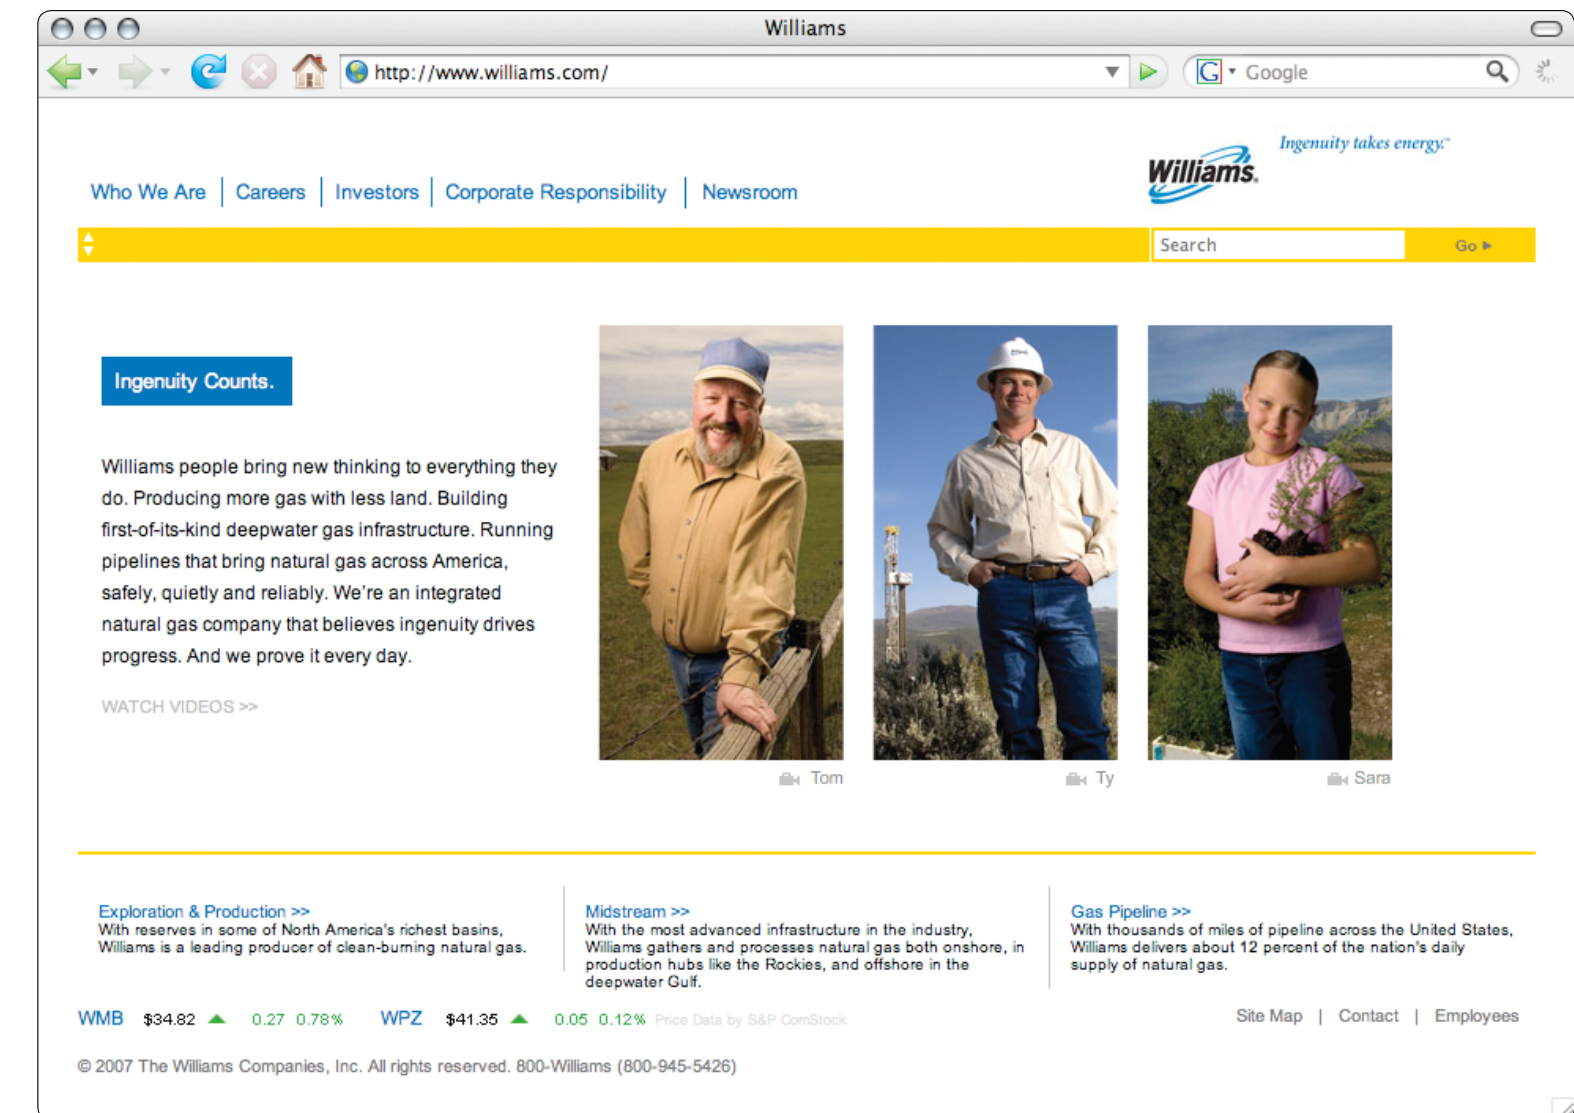 Williams
http://www.williams.com/
Google
Ingenuity takes energy.℠
Williams.
Who We Are | Careers | Investors | Corporate Responsibility | Newsroom
Search
Go
Ingenuity Counts.
Williams people bring new thinking to everything they
do. Producing more gas with less land. Building
first-of-its-kind deepwater gas infrastructure. Running
pipelines that bring natural gas across America,
safely, quietly and reliably. We're an integrated
natural gas company that believes ingenuity drives
progress. And we prove it every day.
WATCH VIDEOS >>
Tom
Ty
Sara
Exploration & Production >>
With reserves in some of North America's richest basins,
Williams is a leading producer of clean-burning natural gas.
Midstream >>
With the most advanced infrastructure in the industry,
Williams gathers and processes natural gas both onshore, in
production hubs like the Rockies, and offshore in the
deepwater Gulf.
Gas Pipeline >>
With thousands of miles of pipeline across the United States,
Williams delivers about 12 percent of the nation's daily
supply of natural gas.
WMB $34.82 ▲ 0.27 0.78% WPZ $41.35 ▲ 0.05 0.12% Price Data by S&P ComStock
Site Map | Contact | Employees
© 2007 The Williams Companies, Inc. All rights reserved. 800-Williams (800-945-5426)